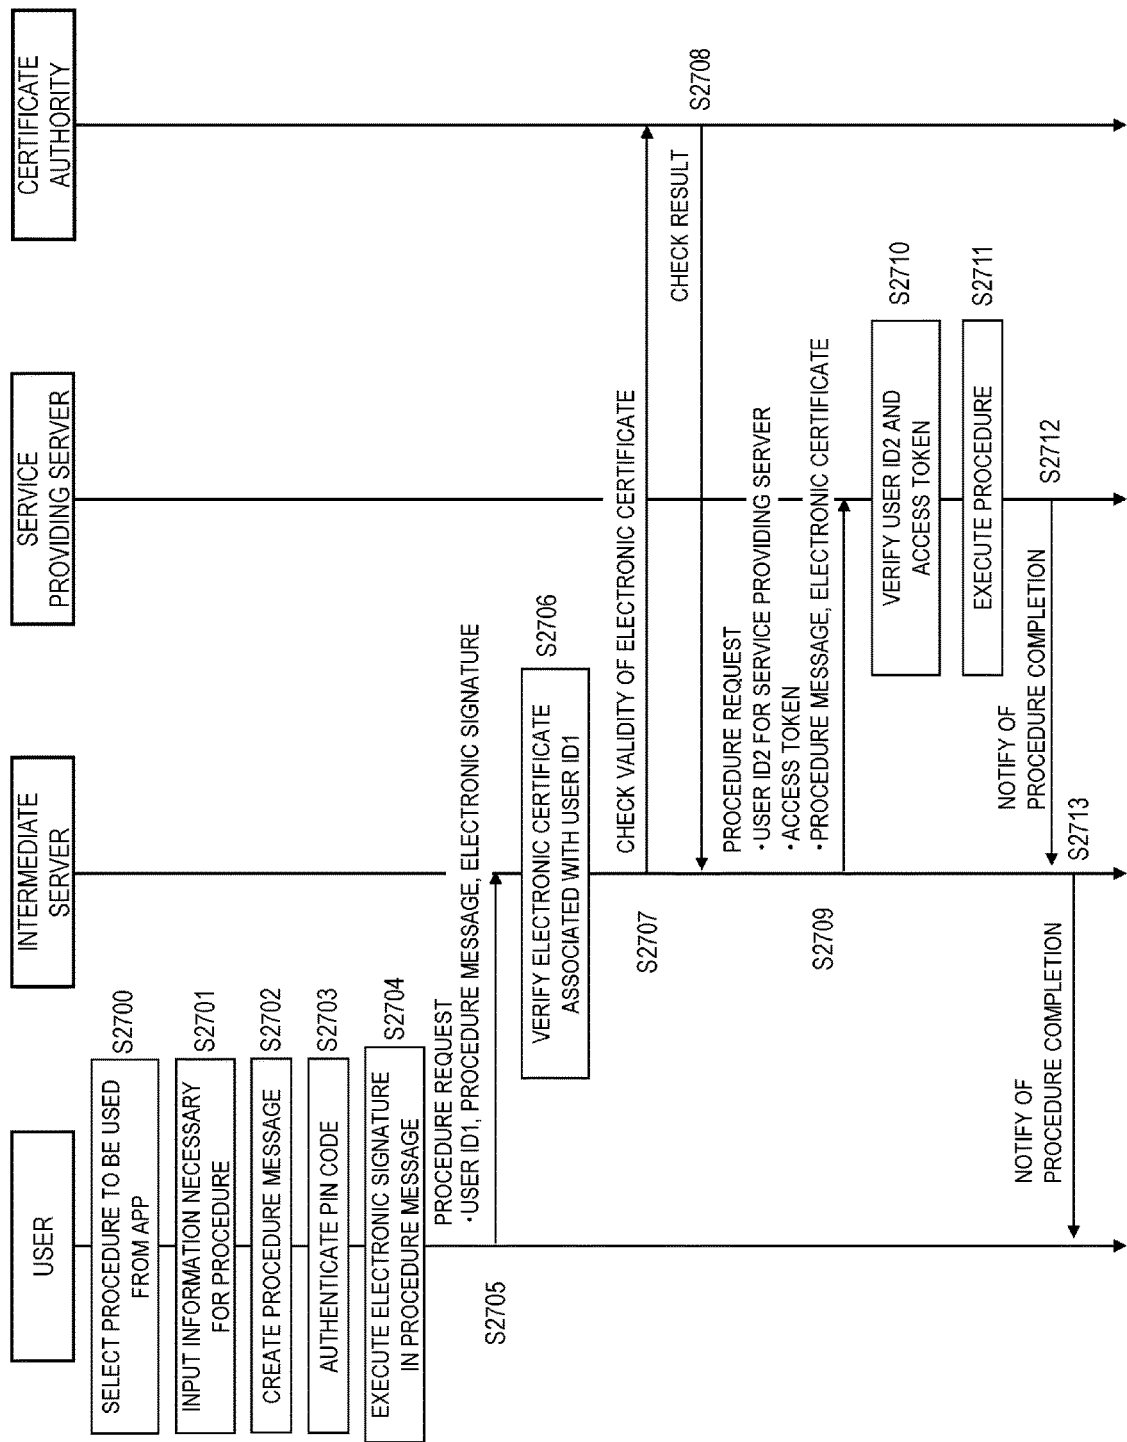 USER
INTERMEDIATE
SERVER
SERVICE
PROVIDING SERVER
CERTIFICATE
AUTHORITY
SELECT PROCEDURE TO BE USED
FROM APP
S2700
INPUT INFORMATION NECESSARY
FOR PROCEDURE
S2701
CREATE PROCEDURE MESSAGE
S2702
AUTHENTICATE PIN CODE
S2703
EXECUTE ELECTRONIC SIGNATURE
IN PROCEDURE MESSAGE
S2704
PROCEDURE REQUEST
・USER ID1, PROCEDURE MESSAGE, ELECTRONIC SIGNATURE
S2705
VERIFY ELECTRONIC CERTIFICATE
ASSOCIATED WITH USER ID1
S2706
CHECK VALIDITY OF ELECTRONIC CERTIFICATE
S2707
CHECK RESULT
S2708
PROCEDURE REQUEST
・USER ID2 FOR SERVICE PROVIDING SERVER
・ACCESS TOKEN
・PROCEDURE MESSAGE, ELECTRONIC CERTIFICATE
S2709
VERIFY USER ID2 AND
ACCESS TOKEN
S2710
EXECUTE PROCEDURE
S2711
NOTIFY OF
PROCEDURE COMPLETION
S2712
NOTIFY OF
PROCEDURE COMPLETION
S2713